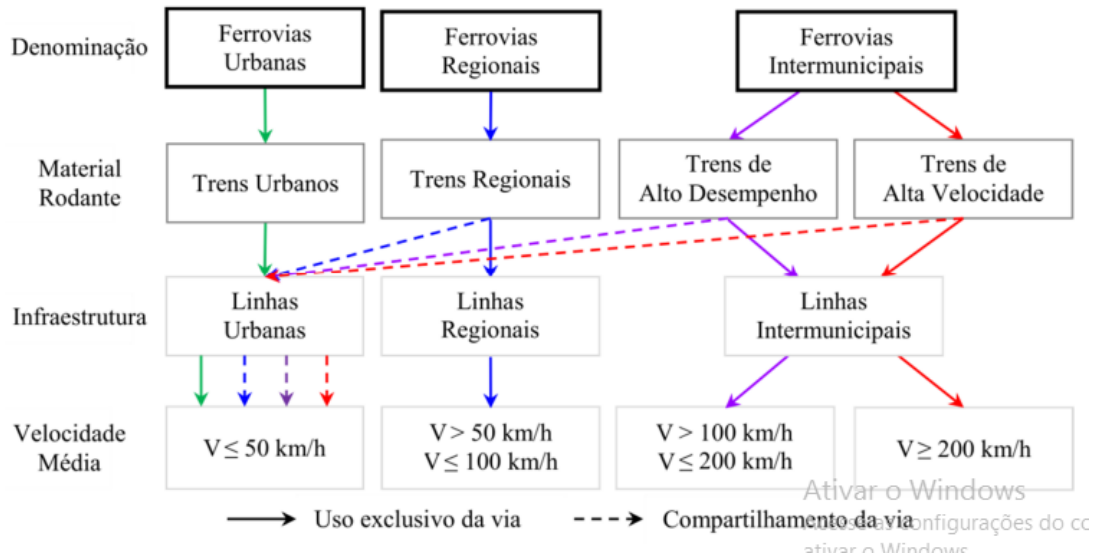 Denominação
Ferrovias
Urbanas
Ferrovias
Regionais
Ferrovias
Intermunicipais
Material
Rodante
Trens Urbanos
Trens Regionais
Trens de
Alto Desempenho
Trens de
Alta Velocidade
Infraestrutura
Linhas
Urbanas
Linhas
Regionais
Linhas
Intermunicipais
Velocidade
Média
V ≤ 50 km/h
V > 50 km/h
V ≤ 100 km/h
V > 100 km/h
V ≤ 200 km/h
V ≥ 200 km/h
Uso exclusivo da via
Compartilhamento da via
Ativar o Windows
Acesse as configurações do
ativar o Windows